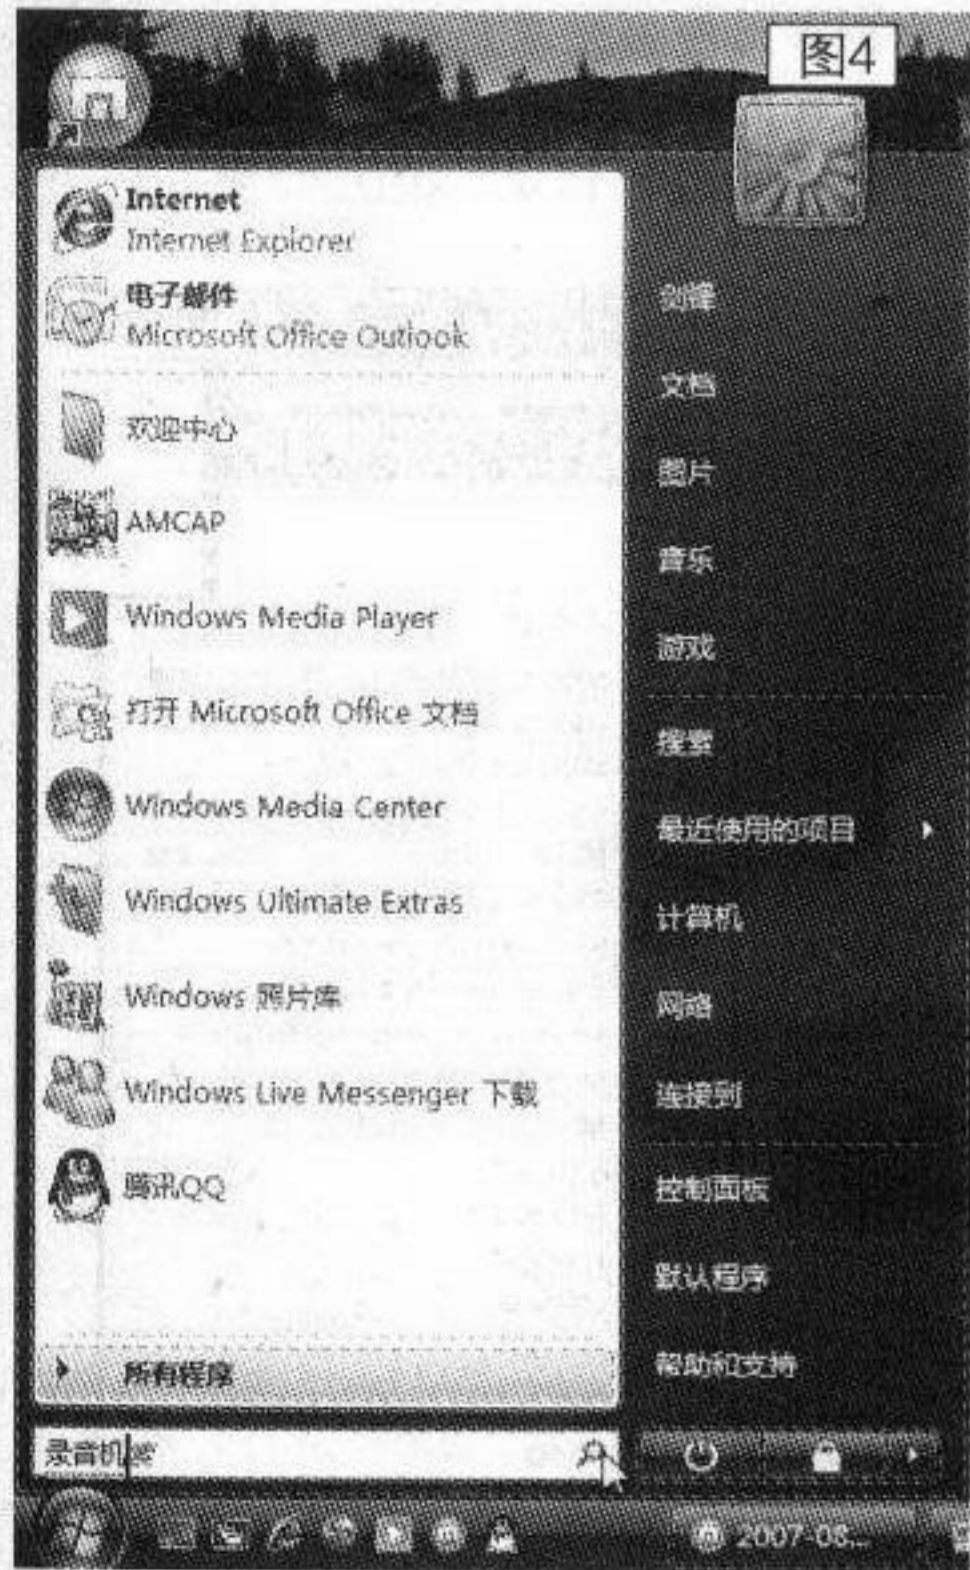 图4
Internet
Internet Explorer
电子邮件
Microsoft Office Outlook
欢迎中心
AMCAP
Windows Media Player
打开 Microsoft Office 文档
Windows Media Center
Windows Ultimate Extras
Windows 照片库
Windows Live Messenger 下载
腾讯QQ
所有程序
录音机
剑锋
文档
图片
音乐
游戏
搜索
最近使用的项目
计算机
网络
连接到
控制面板
默认程序
帮助和支持